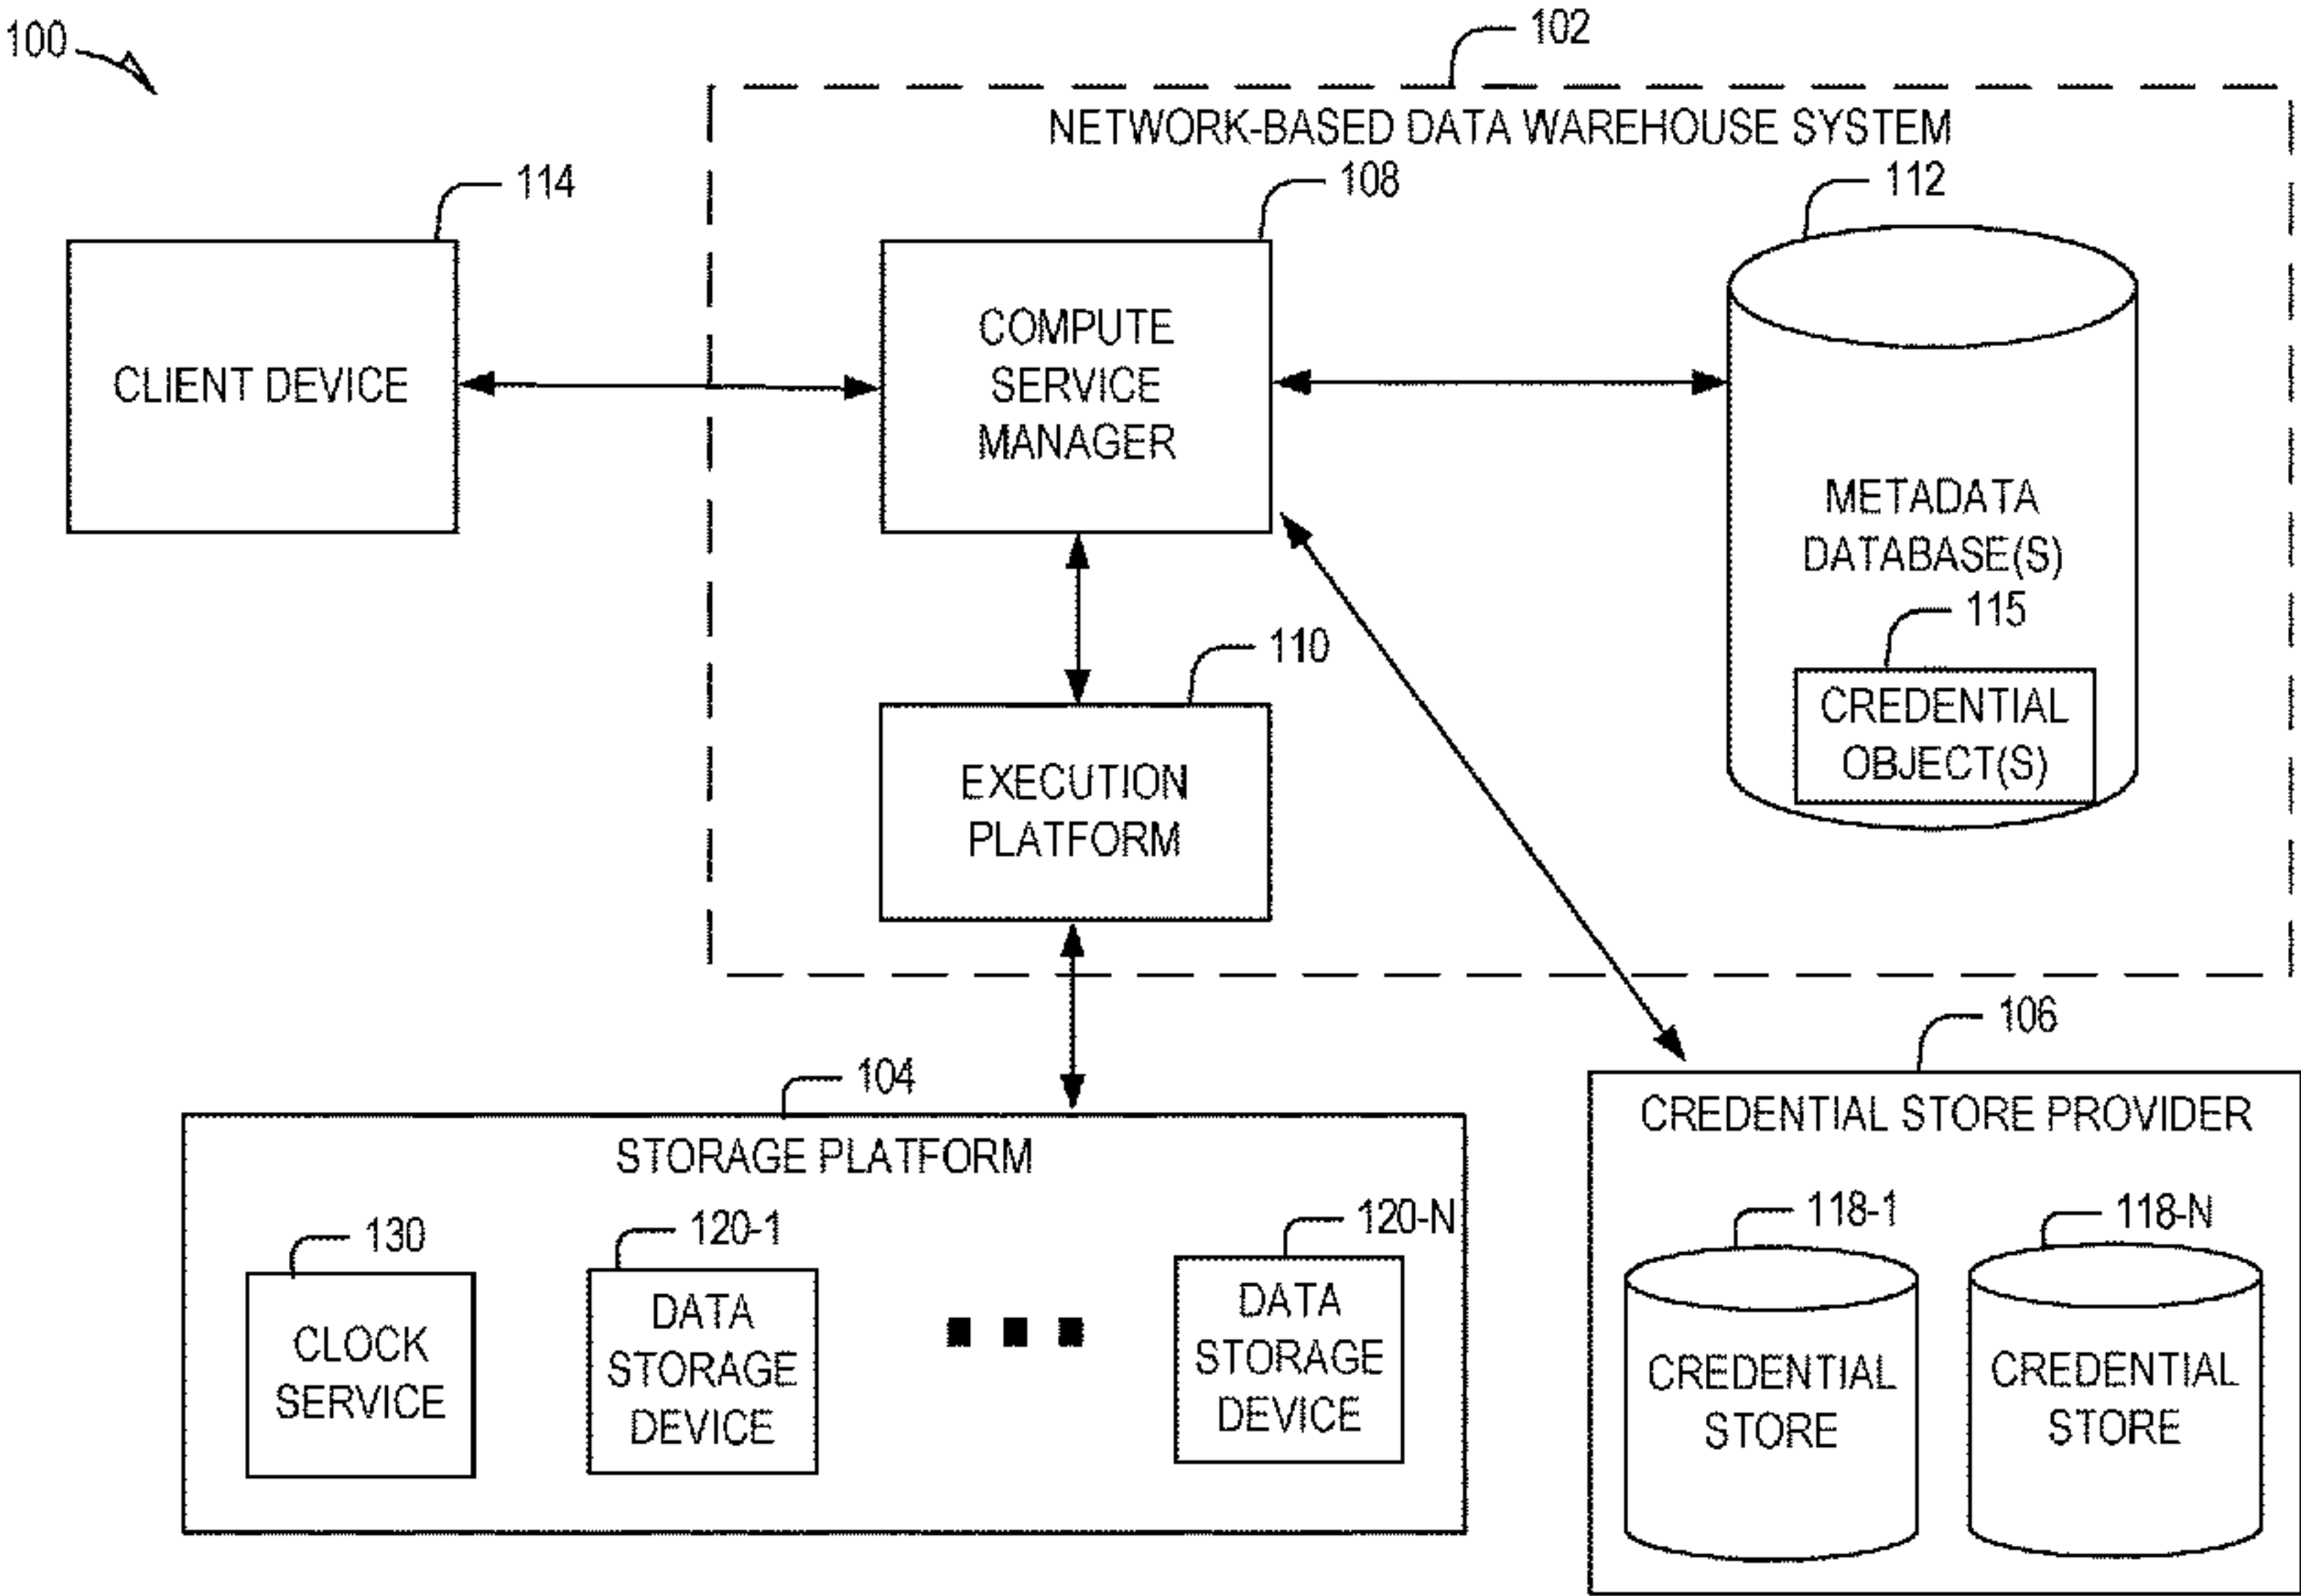 100
102
NETWORK-BASED DATA WAREHOUSE SYSTEM
114
108
112
CLIENT DEVICE
COMPUTE
SERVICE
MANAGER
METADATA
DATABASE(S)
115
CREDENTIAL
OBJECT(S)
110
EXECUTION
PLATFORM
104
STORAGE PLATFORM
130
CLOCK
SERVICE
120-1
DATA
STORAGE
DEVICE
120-N
DATA
STORAGE
DEVICE
106
CREDENTIAL STORE PROVIDER
118-1
CREDENTIAL
STORE
118-N
CREDENTIAL
STORE